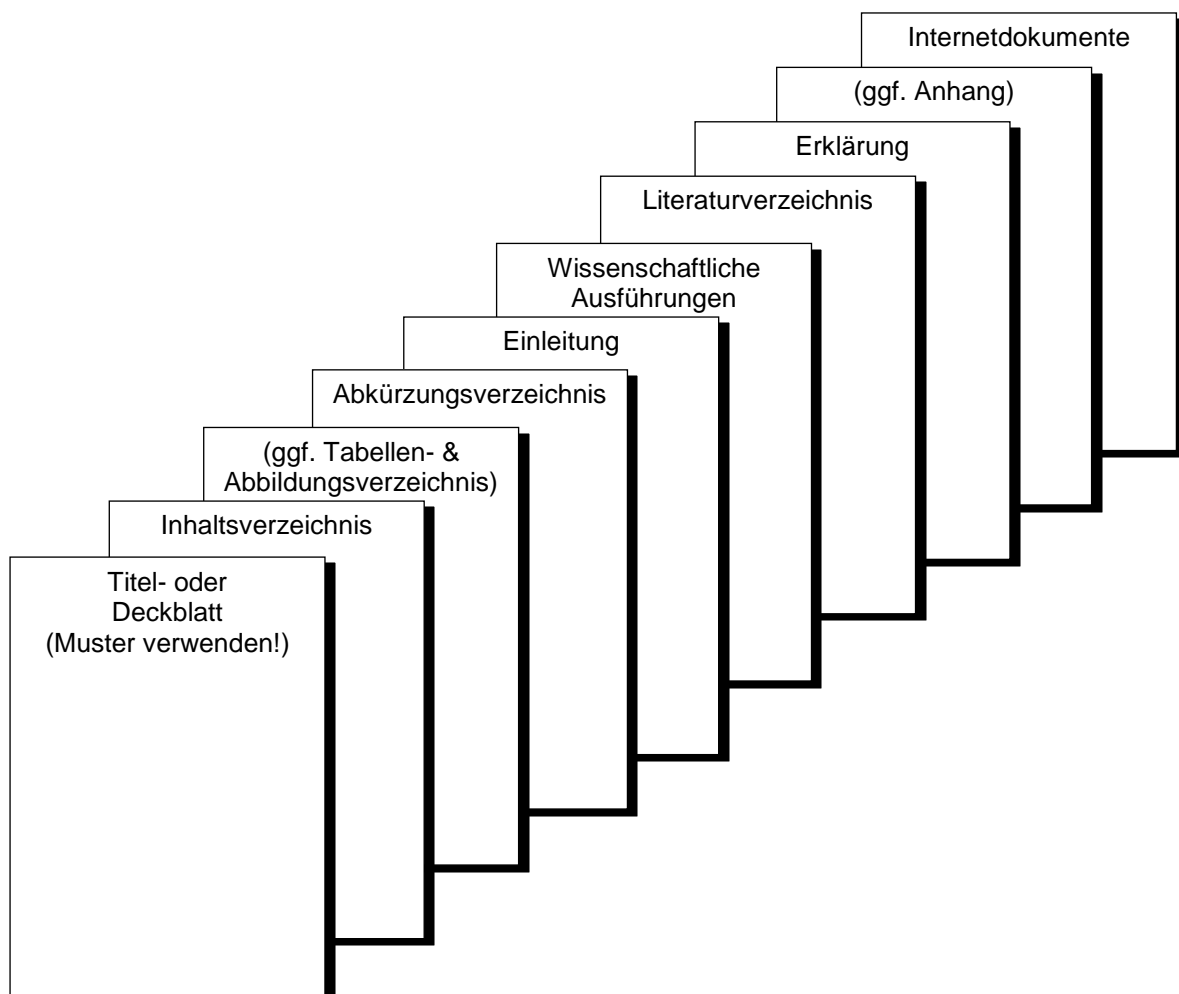 Internetdokumente
(ggf. Anhang)
Erklärung
Literaturverzeichnis
Wissenschaftliche
Ausführungen
Einleitung
Abkürzungsverzeichnis
(ggf. Tabellen- &
Abbildungsverzeichnis)
Inhaltsverzeichnis
Titel- oder
Deckblatt
(Muster verwenden!)